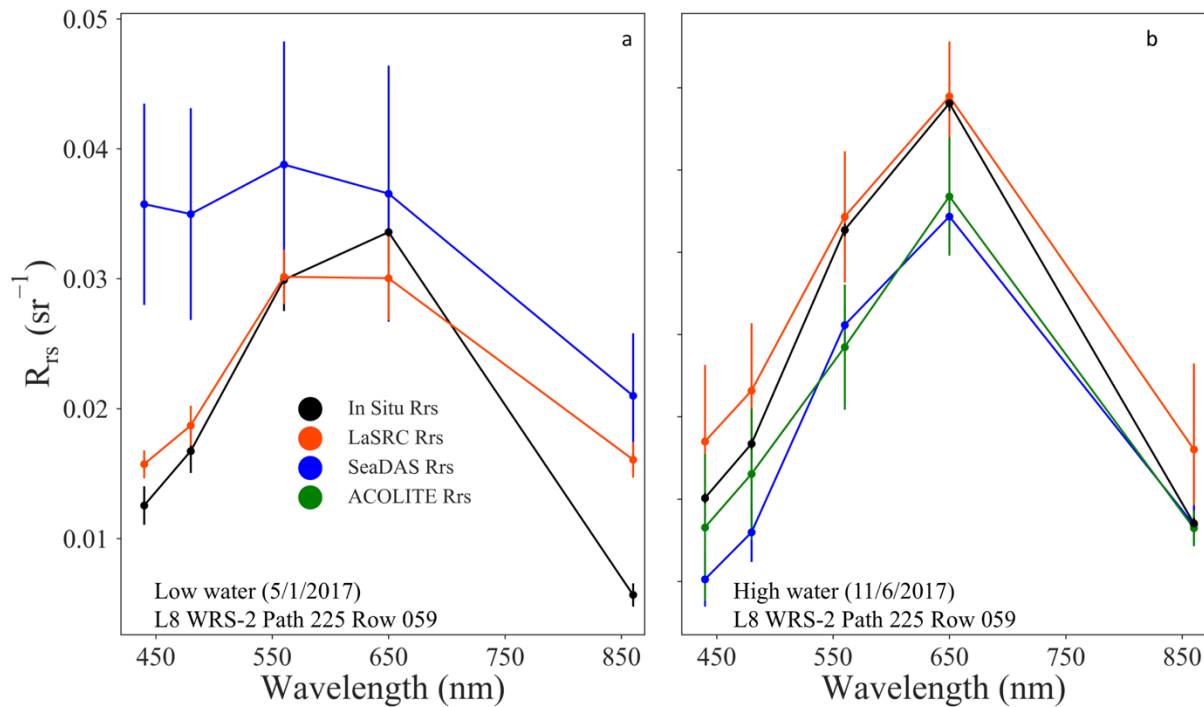 a
b
0.05
0.04
0.03
0.02
0.01
R_rs (sr⁻¹)
In Situ Rrs
LaSRC Rrs
SeaDAS Rrs
ACOLITE Rrs
Low water (5/1/2017)
L8 WRS-2 Path 225 Row 059
High water (11/6/2017)
L8 WRS-2 Path 225 Row 059
450 550 650 750 850
450 550 650 750 850
Wavelength (nm)
Wavelength (nm)